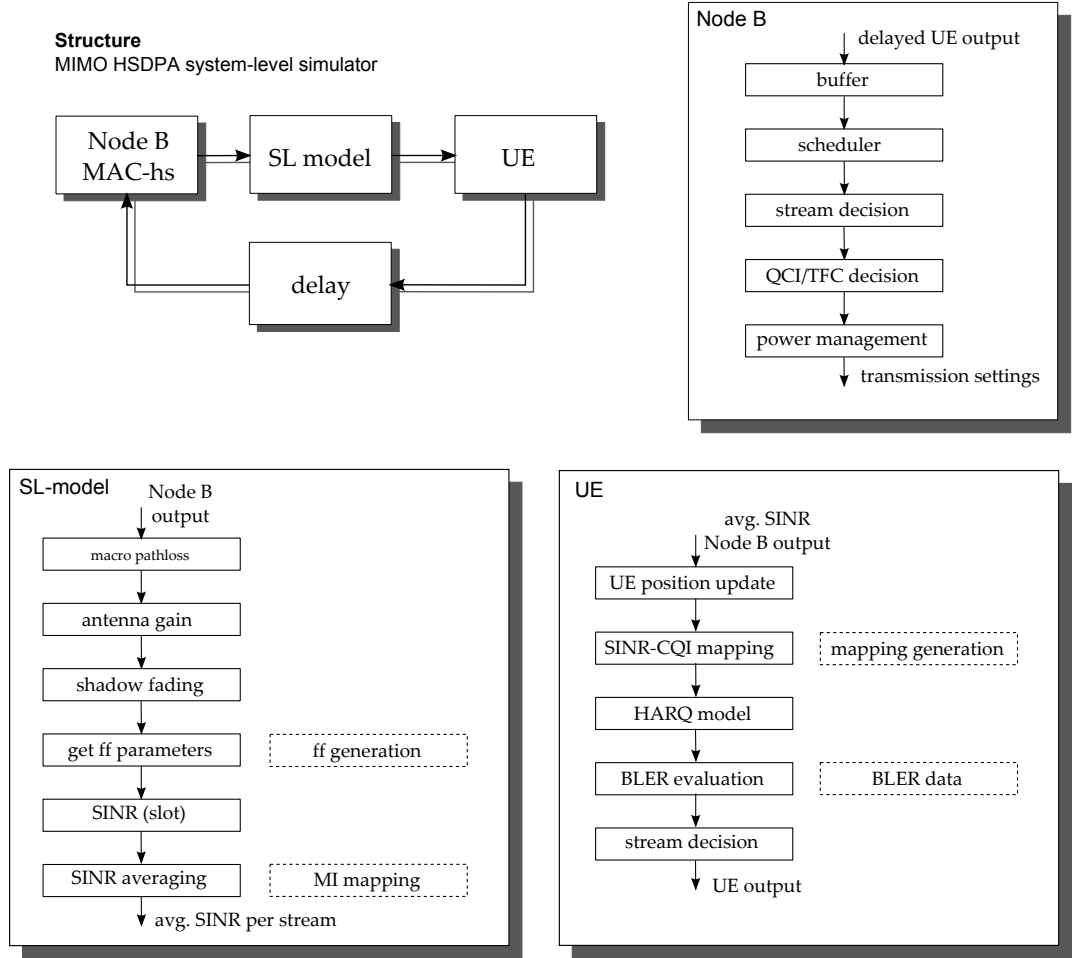 Structure
MIMO HSDPA system-level simulator
Node B
MAC-hs
SL model
UE
delay
Node B
delayed UE output
buffer
scheduler
stream decision
QCI/TFC decision
power management
transmission settings
SL-model
Node B
output
macro pathloss
antenna gain
shadow fading
get ff parameters
ff generation
SINR (slot)
SINR averaging
MI mapping
avg. SINR per stream
UE
avg. SINR
Node B output
UE position update
SINR-CQI mapping
mapping generation
HARQ model
BLER evaluation
BLER data
stream decision
UE output